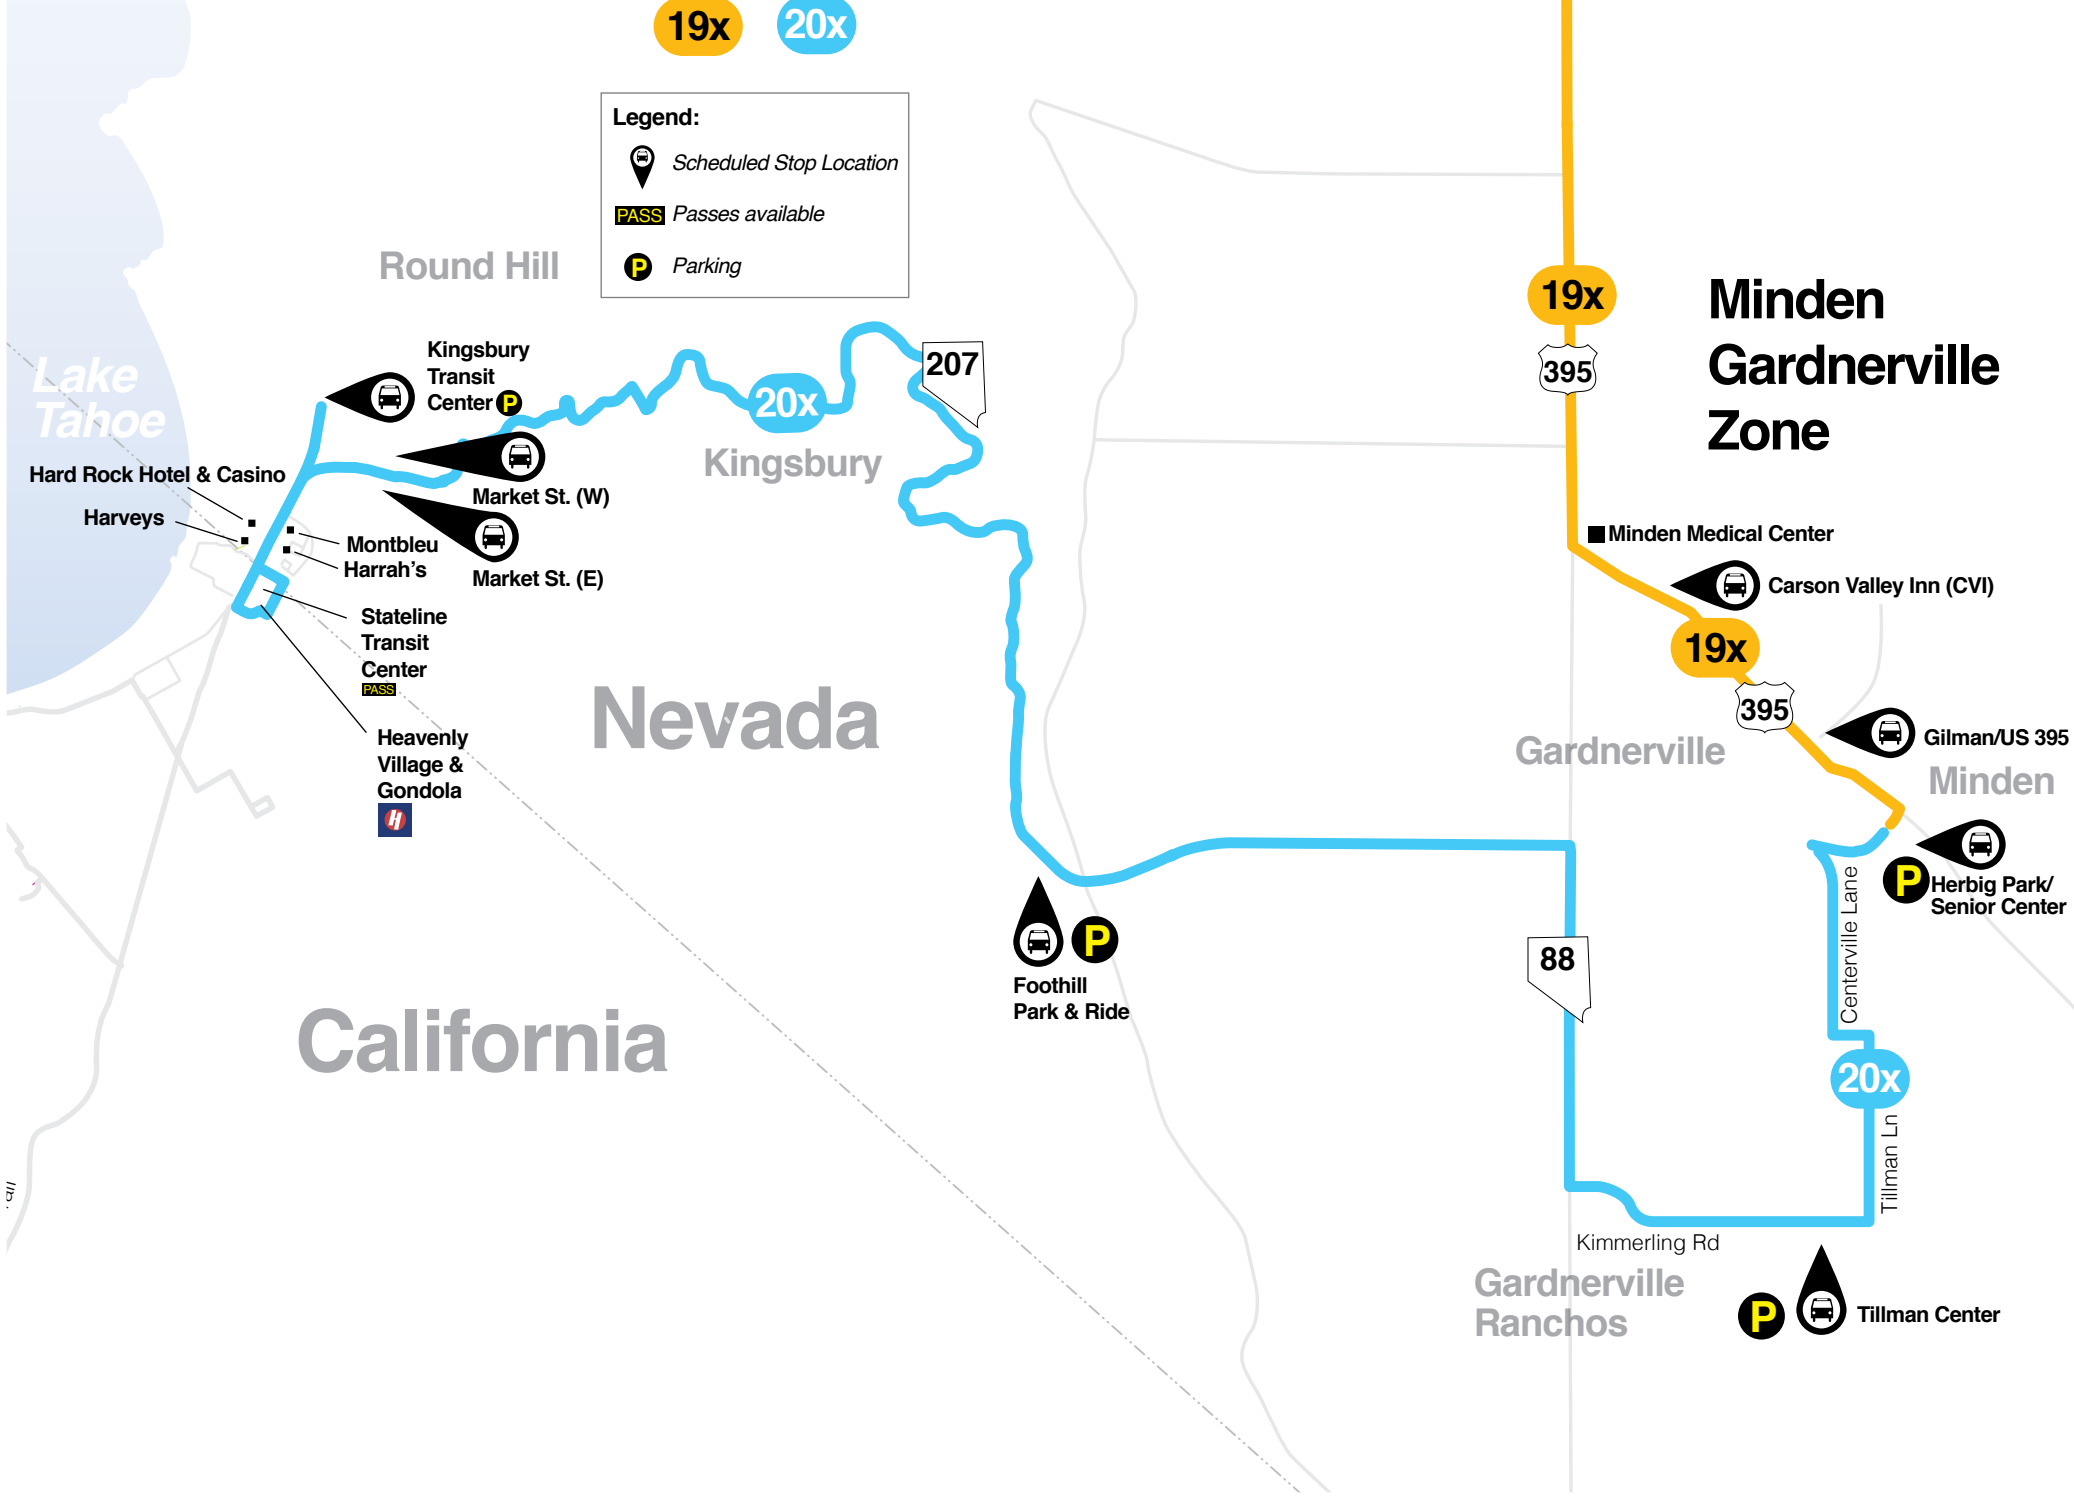 19x
20x
Legend:
Scheduled Stop Location
PASS Passes available
P Parking
Round Hill
Lake
Tahoe
Kingsbury
Transit
Center P
207
20x
Kingsbury
19x
395
Minden
Gardnerville
Zone
Hard Rock Hotel & Casino
Harveys
Market St. (W)
Montbleu
Harrah's
Market St. (E)
Stateline
Transit
Center
PASS
Heavenly
Village &
Gondola
H
Nevada
California
Minden Medical Center
Carson Valley Inn (CVI)
19x
395
Gilman/US 395
Gardnerville
Minden
P Herbig Park/
Senior Center
Centerville Lane
P
Foothill
Park & Ride
88
20x
Tillman Ln
Kimmerling Rd
Gardnerville
Ranchos
P
Tillman Center